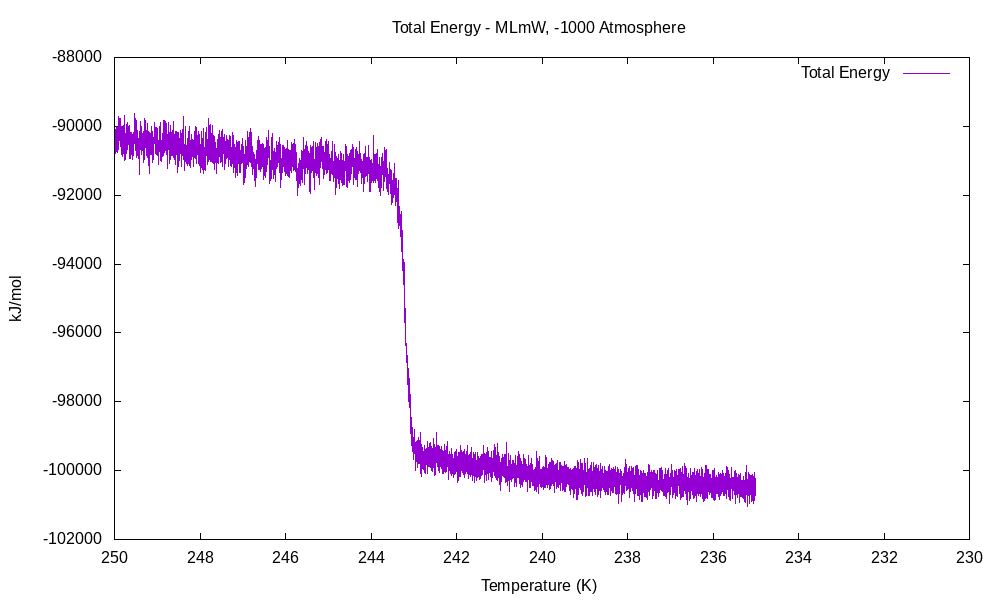 Total Energy - MLmW, -1000 Atmosphere
Total Energy
-88000
-90000
-92000
-94000
-96000
-98000
-100000
-102000
kJ/mol
250 248 246 244 242 240 238 236 234 232 230
Temperature (K)